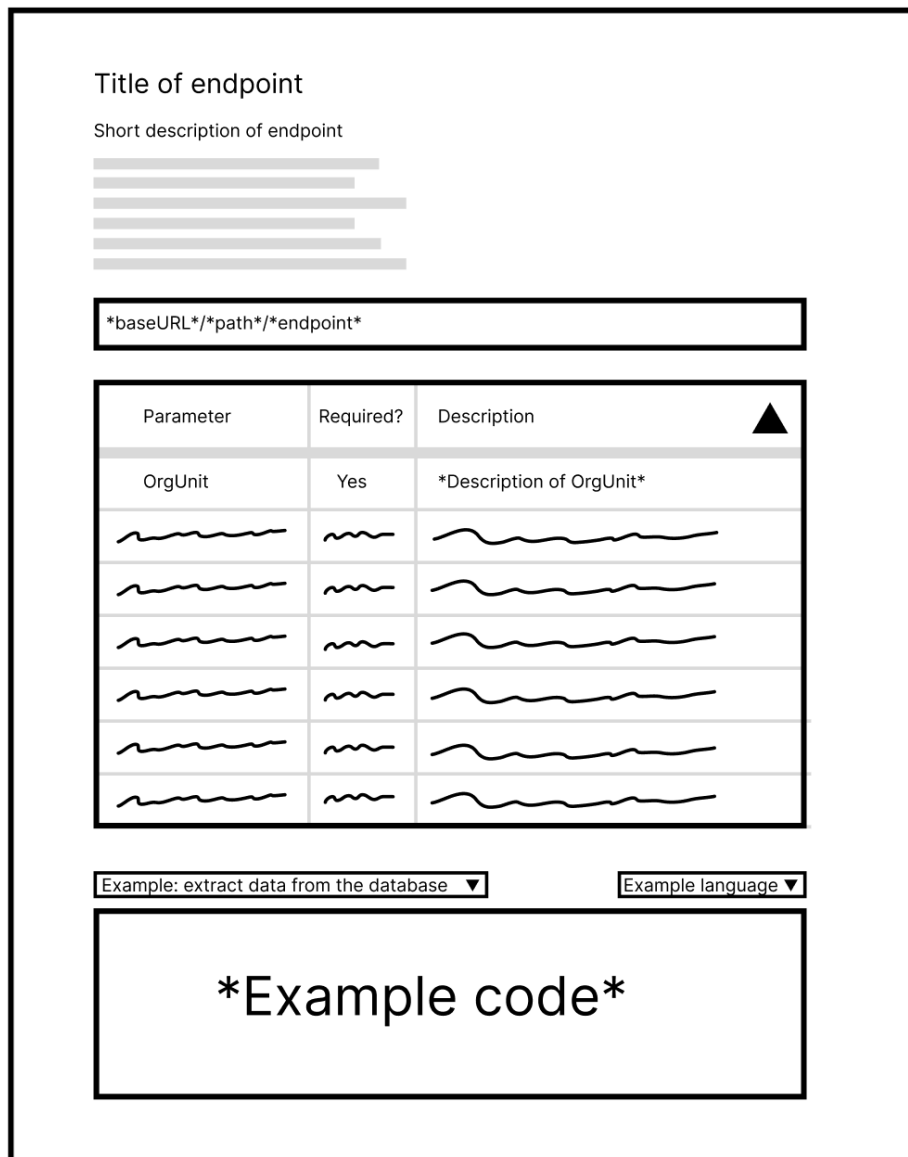 Title of endpoint
Short description of endpoint
*baseURL*/*path*/*endpoint*
Parameter Required? Description
OrgUnit Yes *Description of OrgUnit*
Example: extract data from the database ▼ Example language ▼
*Example code*